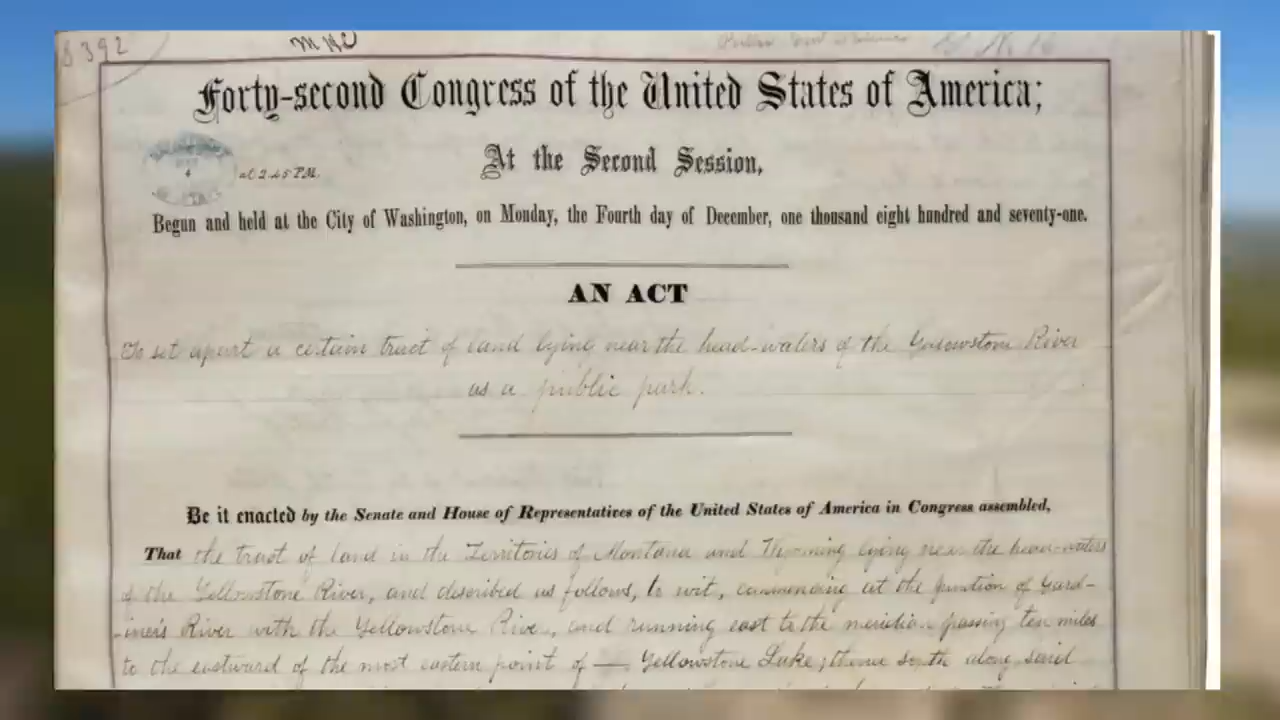 8392
Forty-second Congress of the United States of America;
At the Second Session,
at 2.45 P.M.
Begun and held at the City of Washington, on Monday, the Fourth day of December, one thousand eight hundred and seventy-one.
AN ACT
To set apart a certain tract of land lying near the head-waters of the Yellowstone River
as a public park.
Be it enacted by the Senate and House of Representatives of the United States of America in Congress assembled,
That the tract of land in the Territories of Montana and Wyoming lying near the head-waters
of the Yellowstone River, and described as follows, to wit, commencing at the junction of Gard-
iner's River with the Yellowstone River, and running east to the meridian passing ten miles
to the eastward of the most eastern point of — Yellowstone Lake; thence south along said